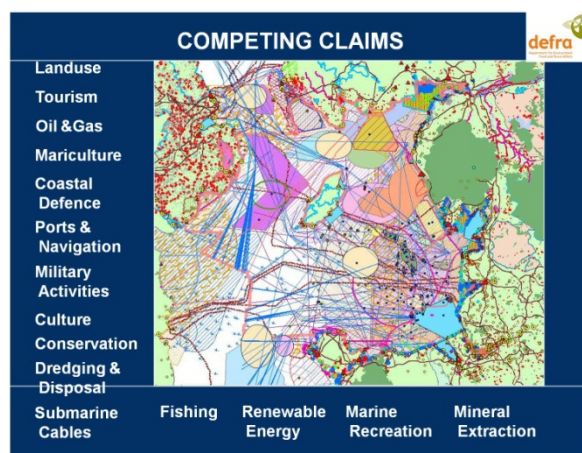 COMPETING CLAIMS
defra
Landuse
Tourism
Oil &Gas
Mariculture
Coastal
Defence
Ports &
Navigation
Military
Activities
Culture
Conservation
Dredging &
Disposal
Submarine
Cables
Fishing
Renewable
Energy
Marine
Recreation
Mineral
Extraction